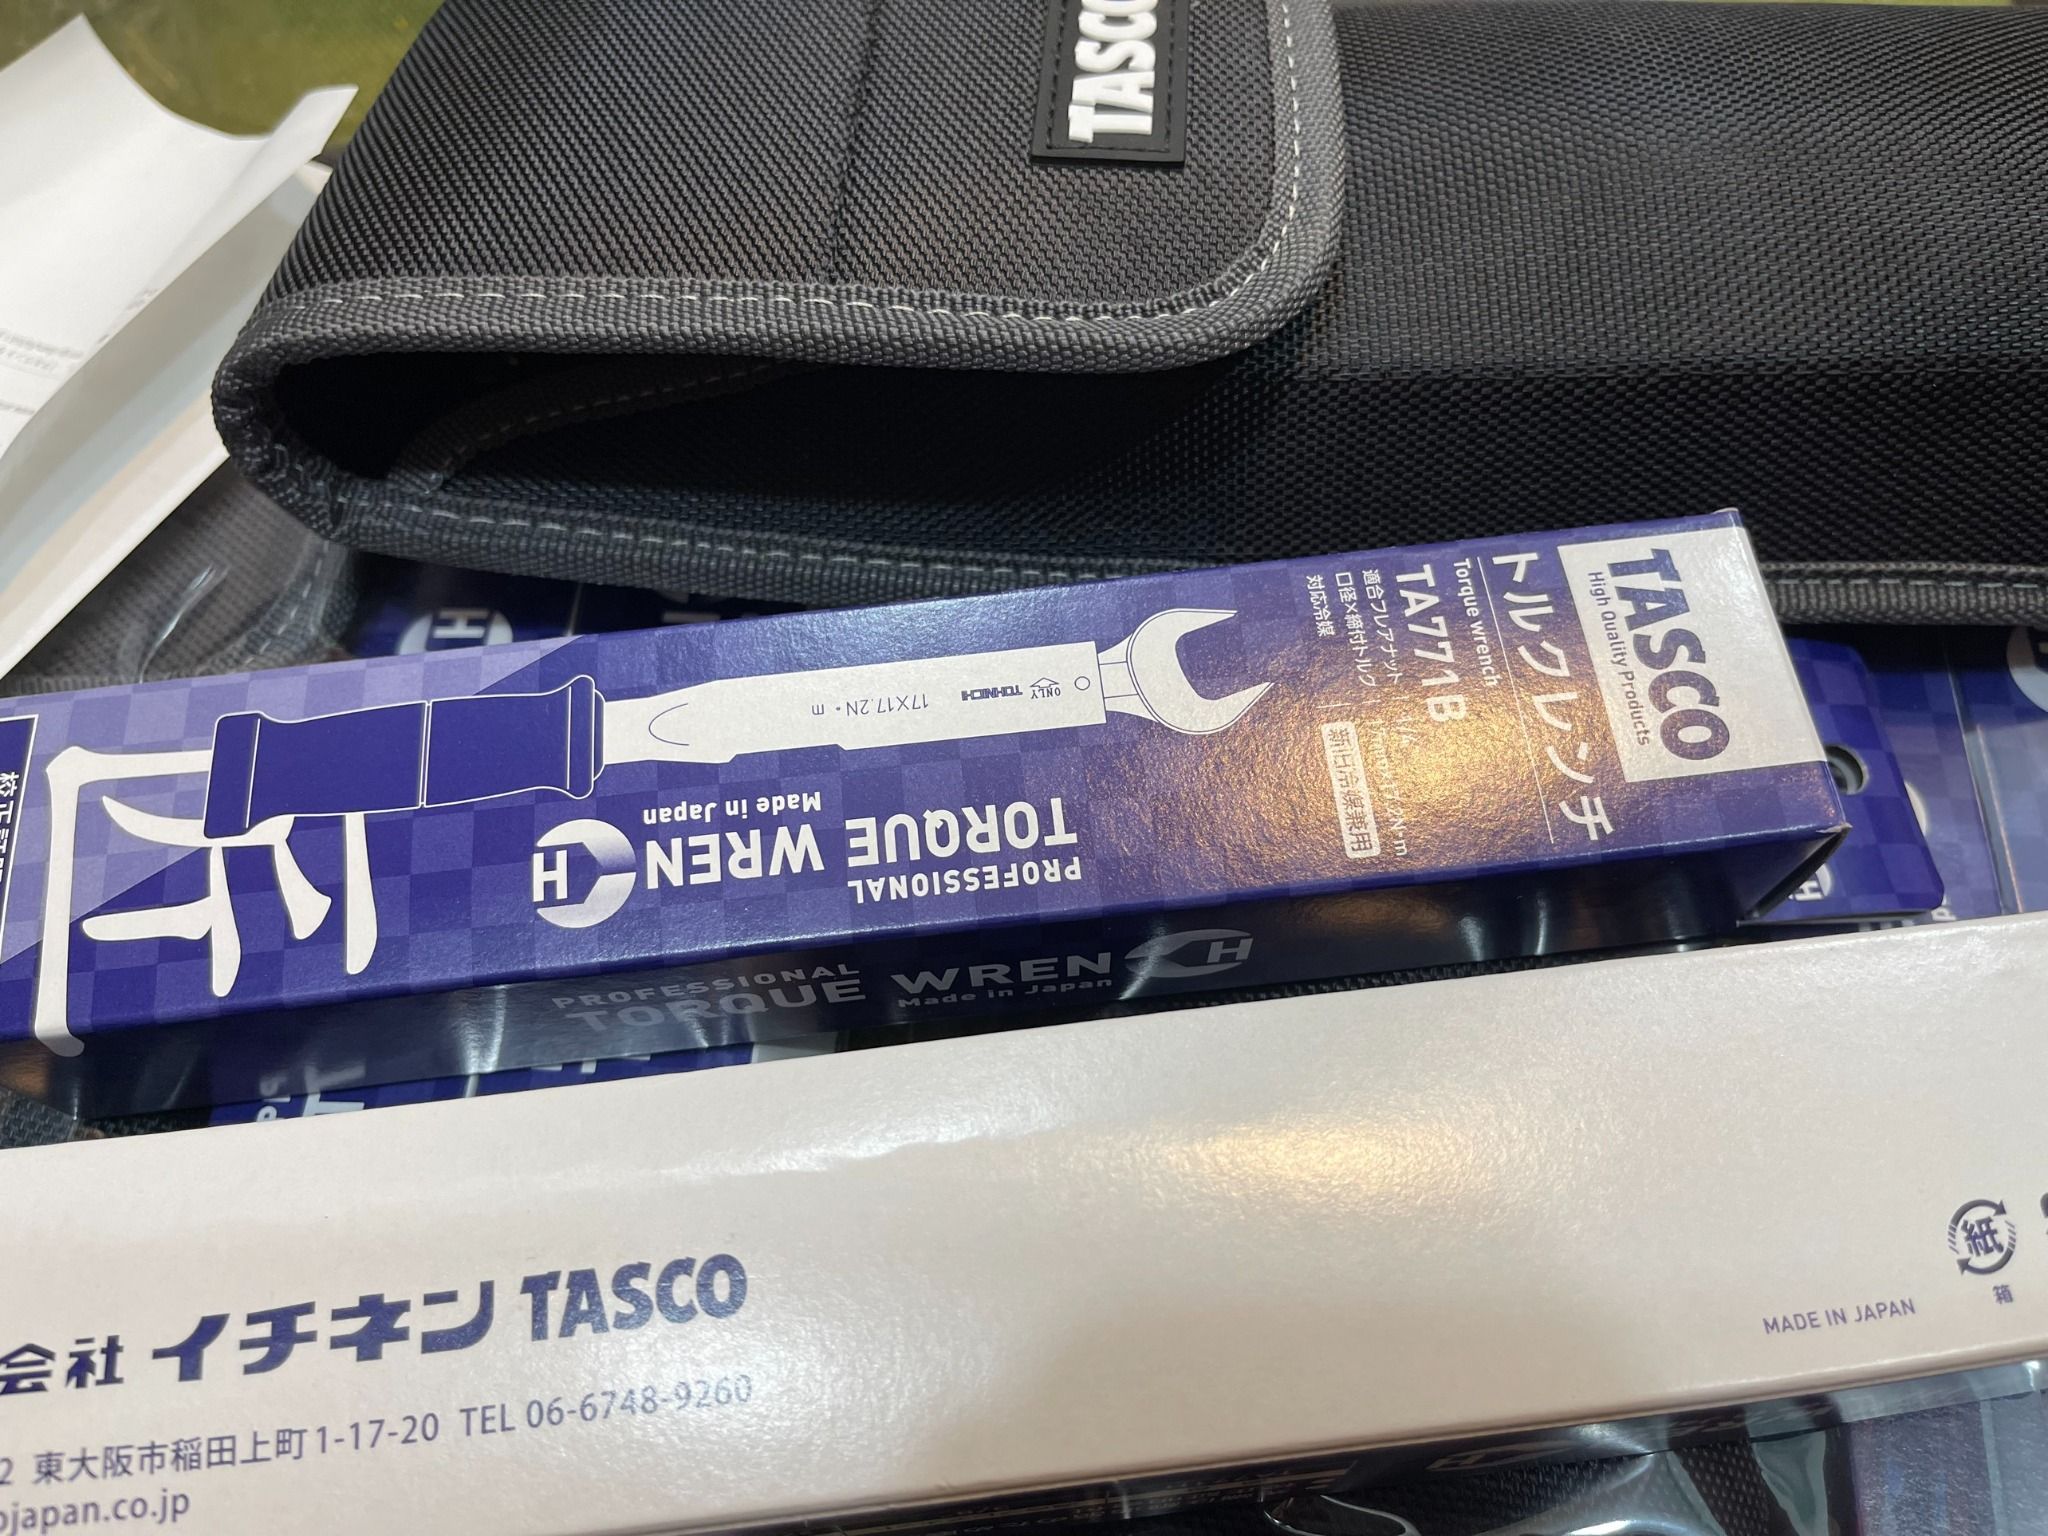 TASCO
TASCO
High Quality Products
トルクレンチ
Torque wrench
TA771B
適合フレアナット
口径×締付トルク
対応冷媒
新旧冷媒兼用
ONLY
TOHNICHI
17X17.2N・m
PROFESSIONAL
TORQUE WRENCH
Made in Japan
PROFESSIONAL
TORQUE WRENCH
Made in Japan
会社 イチネン TASCO
2 東大阪市稲田上町1-17-20 TEL 06-6748-9260
japan.co.jp
MADE IN JAPAN
紙
箱